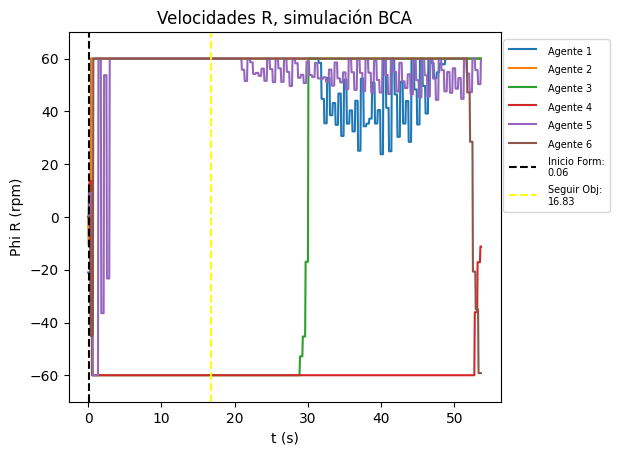 Velocidades R, simulación BCA
Phi R (rpm)
60
40
20
0
−20
−40
−60
0
10
20
30
40
50
t (s)
Agente 1
Agente 2
Agente 3
Agente 4
Agente 5
Agente 6
Inicio Form:
0.06
Seguir Obj:
16.83